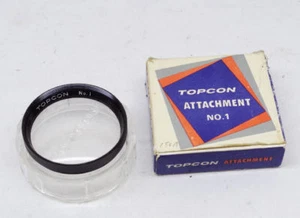 TOPCON No.1
TOPCON
ATTACHMENT
NO.1
TOPCON ATTACHMENT